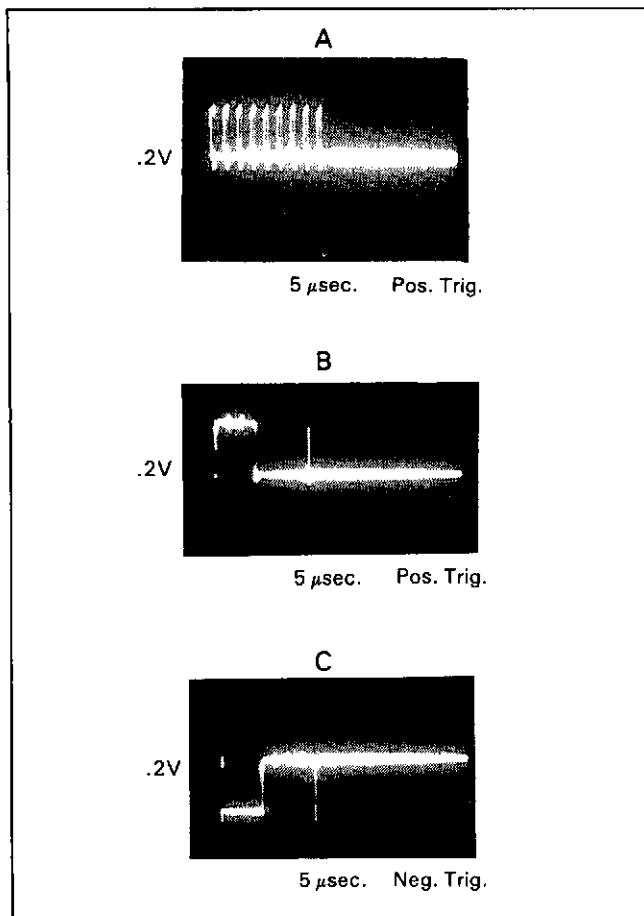 A
.2V
5 μsec. Pos. Trig.
B
.2V
5 μsec. Pos. Trig.
C
.2V
5 μsec. Neg. Trig.